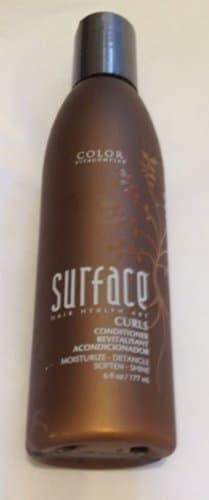 COLOR
surface
HAIR HEALTH ART
CURLS
CONDITIONER
REVITALISANT
ACONDICIONADOR
MOISTURIZE - DETANGLE
SOFTEN - SHINE
6 fl oz / 177 mL